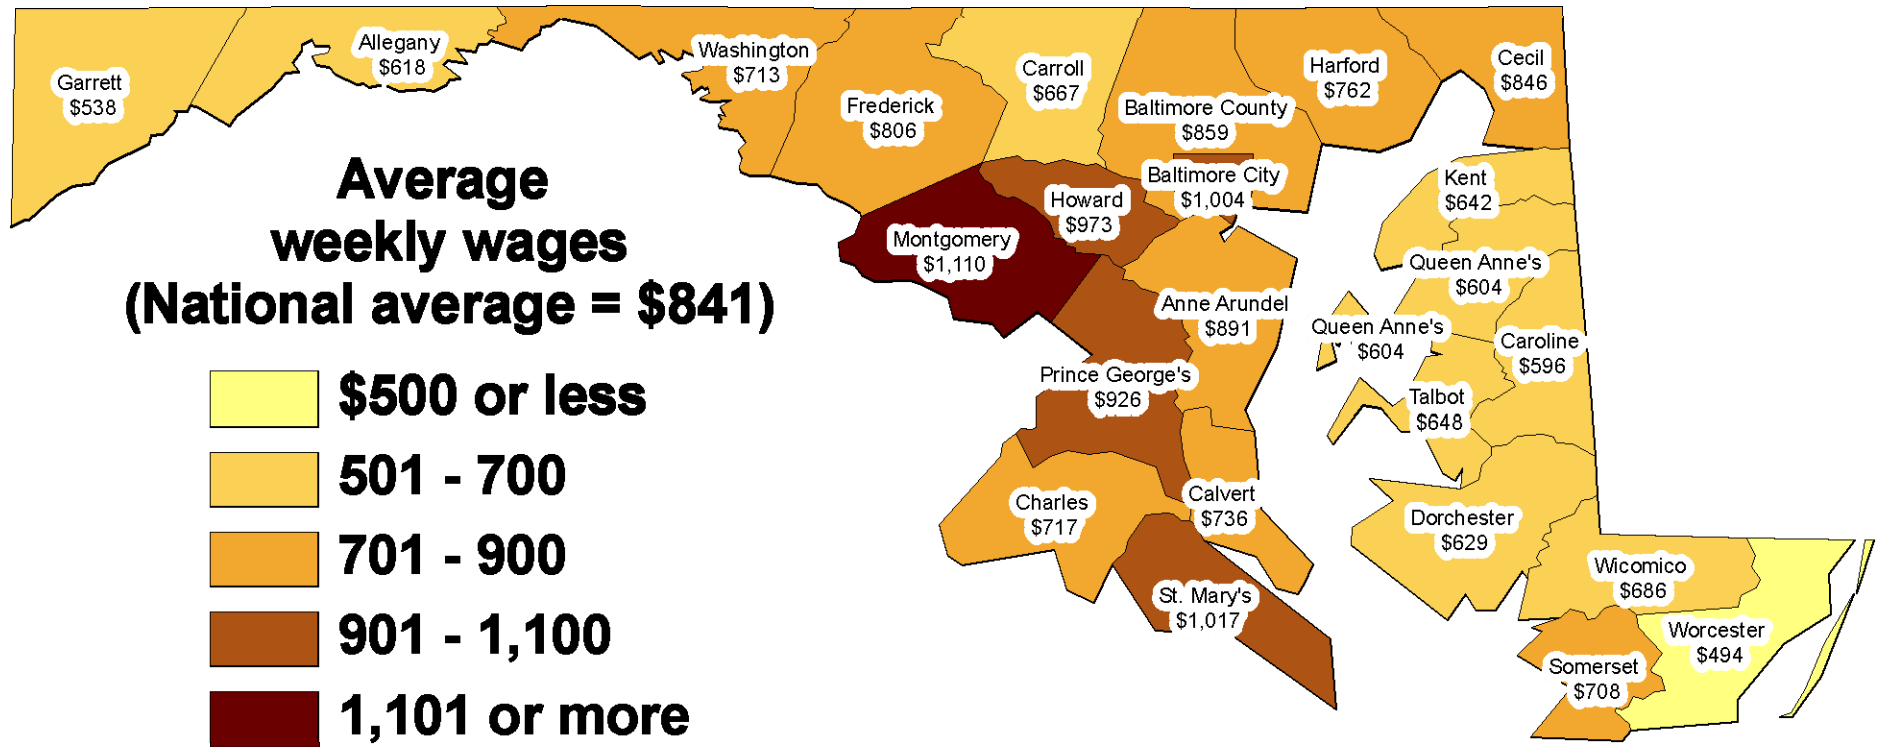 Garrett
$538
Allegany
$618
Washington
$713
Frederick
$806
Carroll
$667
Baltimore County
$859
Harford
$762
Cecil
$846
Baltimore City
$1,004
Howard
$973
Montgomery
$1,110
Kent
$642
Queen Anne's
$604
Anne Arundel
$891
Queen Anne's
$604
Caroline
$596
Prince George's
$926
Talbot
$648
Charles
$717
Calvert
$736
Dorchester
$629
St. Mary's
$1,017
Wicomico
$686
Worcester
$494
Somerset
$708
Average
weekly wages
(National average = $841)
$500 or less
501 - 700
701 - 900
901 - 1,100
1,101 or more